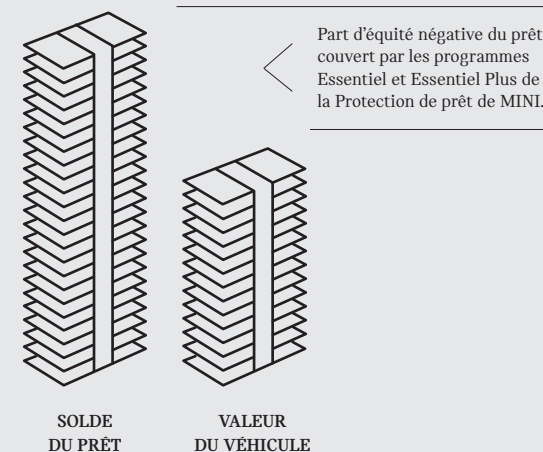 Part d’équité négative du prêt
couvert par les programmes
Essentiel et Essentiel Plus de
la Protection de prêt de MINI.
SOLDE
DU PRÊT
VALEUR
DU VÉHICULE